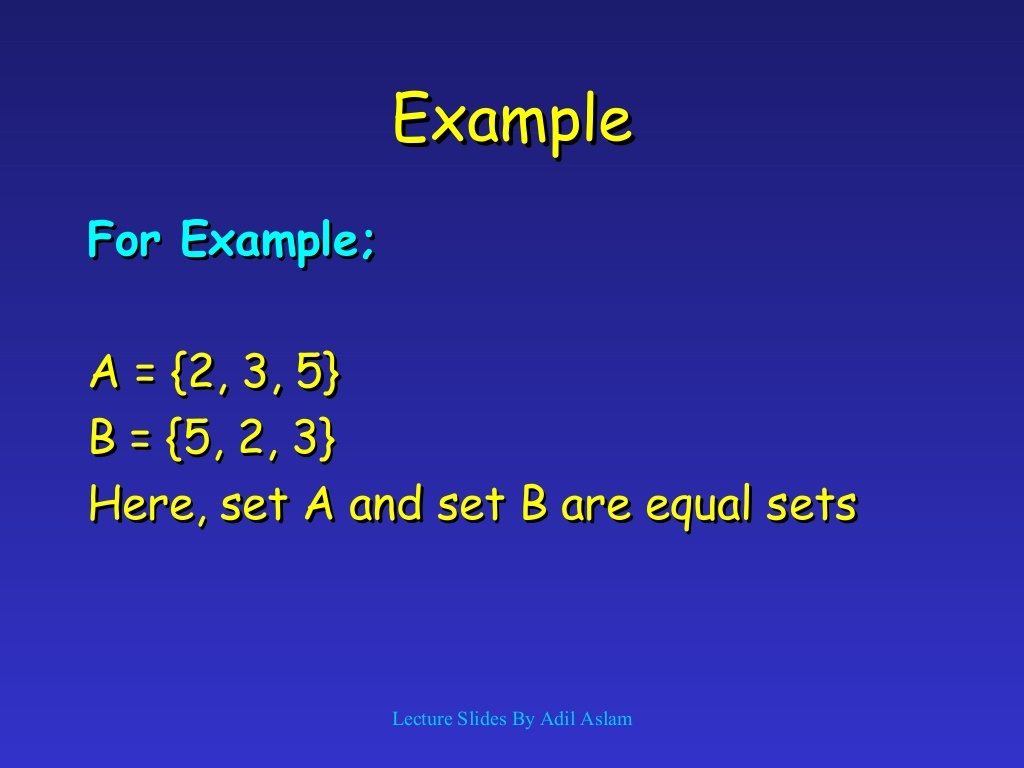 Example
For Example;
A = {2, 3, 5}
B = {5, 2, 3}
Here, set A and set B are equal sets
Lecture Slides By Adil Aslam